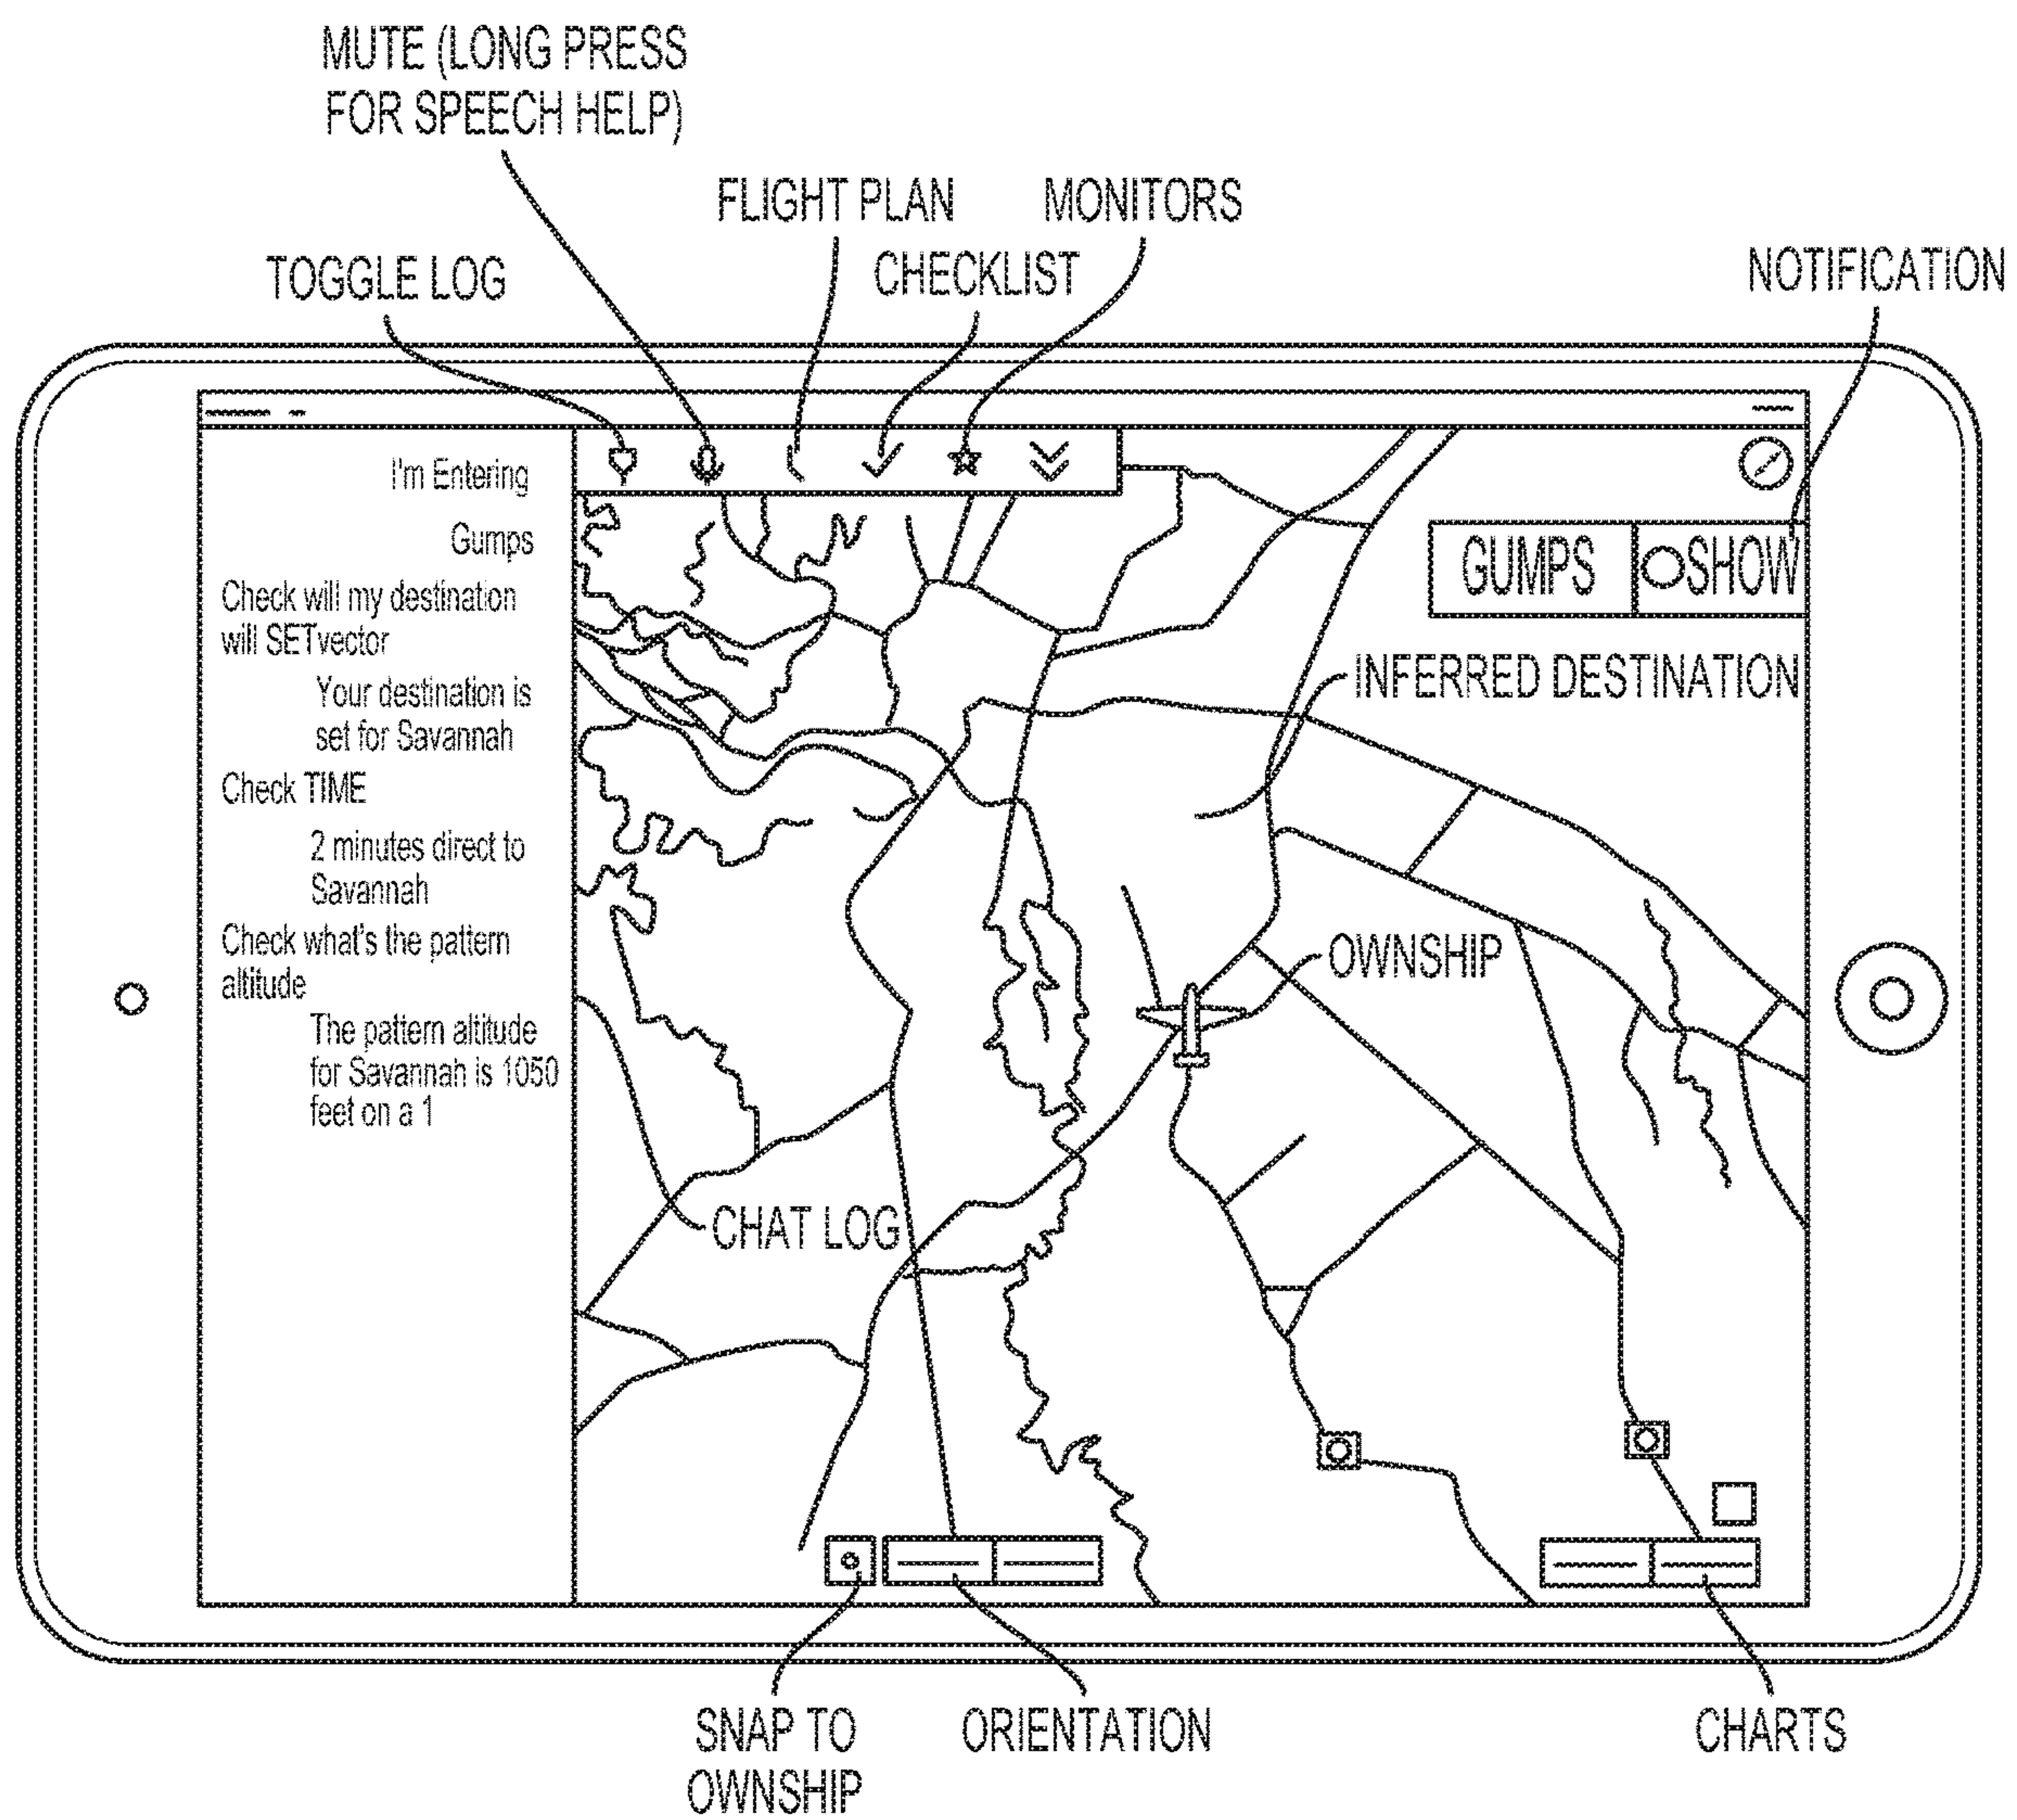 MUTE (LONG PRESS
FOR SPEECH HELP)
FLIGHT PLAN
MONITORS
TOGGLE LOG
CHECKLIST
NOTIFICATION
I'm Entering
Gumps
Check will my destination
will SETvector
Your destination is
set for Savannah
Check TIME
2 minutes direct to
Savannah
Check what's the pattern
altitude
The pattern altitude
for Savannah is 1050
feet on a 1
GUMPS
SHOW
INFERRED DESTINATION
OWNSHIP
CHAT LOG
SNAP TO
OWNSHIP
ORIENTATION
CHARTS